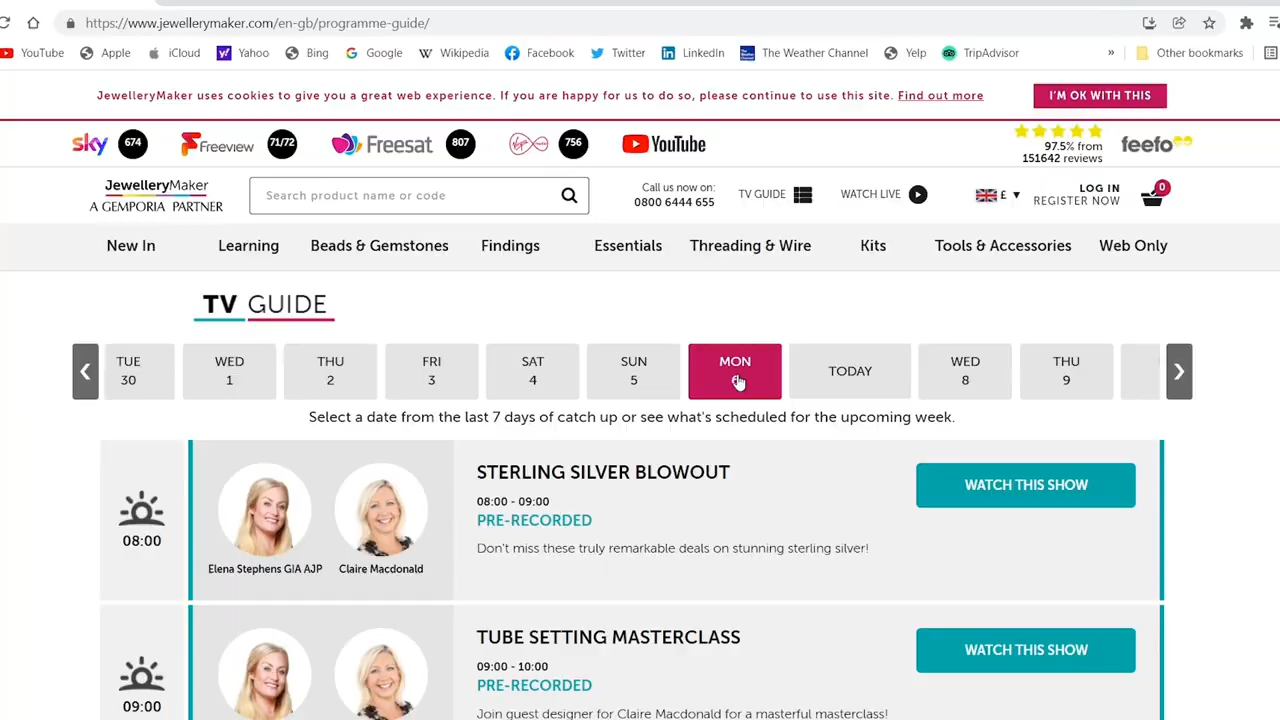 https://www.jewellerymaker.com/en-gb/programme-guide/
YouTube Apple iCloud Yahoo Bing Google Wikipedia Facebook Twitter LinkedIn The Weather Channel Yelp TripAdvisor » Other bookmarks
JewelleryMaker uses cookies to give you a great web experience. If you are happy for us to do so, please continue to use this site. Find out more
I'M OK WITH THIS
sky 674 Freeview 71/72 Freesat 807 756 YouTube
97.5% from
151642 reviews
feefo
JewelleryMaker
A GEMPORIA PARTNER
Search product name or code
Call us now on:
0800 6444 655
TV GUIDE
WATCH LIVE
£
LOG IN
REGISTER NOW
0
New In Learning Beads & Gemstones Findings Essentials Threading & Wire Kits Tools & Accessories Web Only
TV GUIDE
TUE WED THU FRI SAT SUN MON TODAY WED THU
30 1 2 3 4 5 8 9
Select a date from the last 7 days of catch up or see what's scheduled for the upcoming week.
08:00
Elena Stephens GIA AJP Claire Macdonald
STERLING SILVER BLOWOUT
08:00 - 09:00
PRE-RECORDED
Don't miss these truly remarkable deals on stunning sterling silver!
WATCH THIS SHOW
09:00
TUBE SETTING MASTERCLASS
09:00 - 10:00
PRE-RECORDED
Join guest designer for Claire Macdonald for a masterful masterclass!
WATCH THIS SHOW